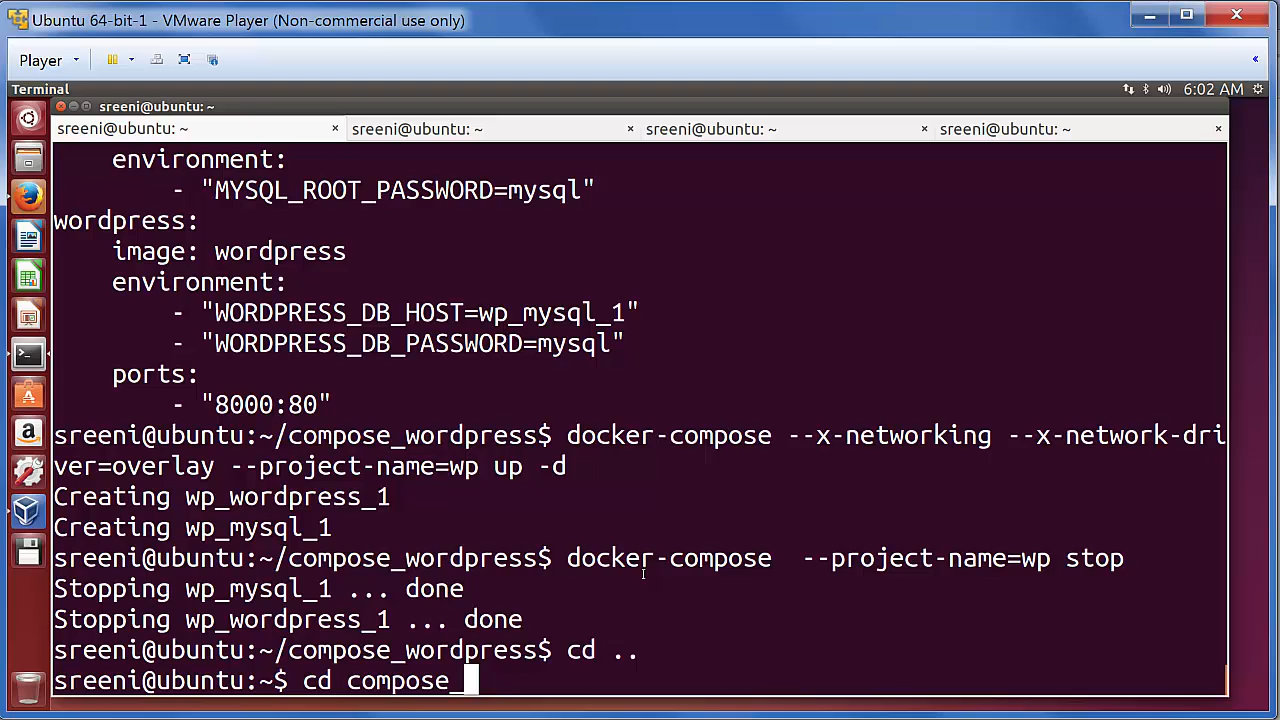 Ubuntu 64-bit-1 - VMware Player (Non-commercial use only)
Player
Terminal
6:02 AM
sreeni@ubuntu: ~
sreeni@ubuntu: ~ × sreeni@ubuntu: ~ × sreeni@ubuntu: ~ × sreeni@ubuntu: ~ ×
environment:
- "MYSQL_ROOT_PASSWORD=mysql"
wordpress:
image: wordpress
environment:
- "WORDPRESS_DB_HOST=wp_mysql_1"
- "WORDPRESS_DB_PASSWORD=mysql"
ports:
- "8000:80"
sreeni@ubuntu:~/compose_wordpress$ docker-compose --x-networking --x-network-dri
ver=overlay --project-name=wp up -d
Creating wp_wordpress_1
Creating wp_mysql_1
sreeni@ubuntu:~/compose_wordpress$ docker-compose  --project-name=wp stop
Stopping wp_mysql_1 ... done
Stopping wp_wordpress_1 ... done
sreeni@ubuntu:~/compose_wordpress$ cd ..
sreeni@ubuntu:~$ cd compose_